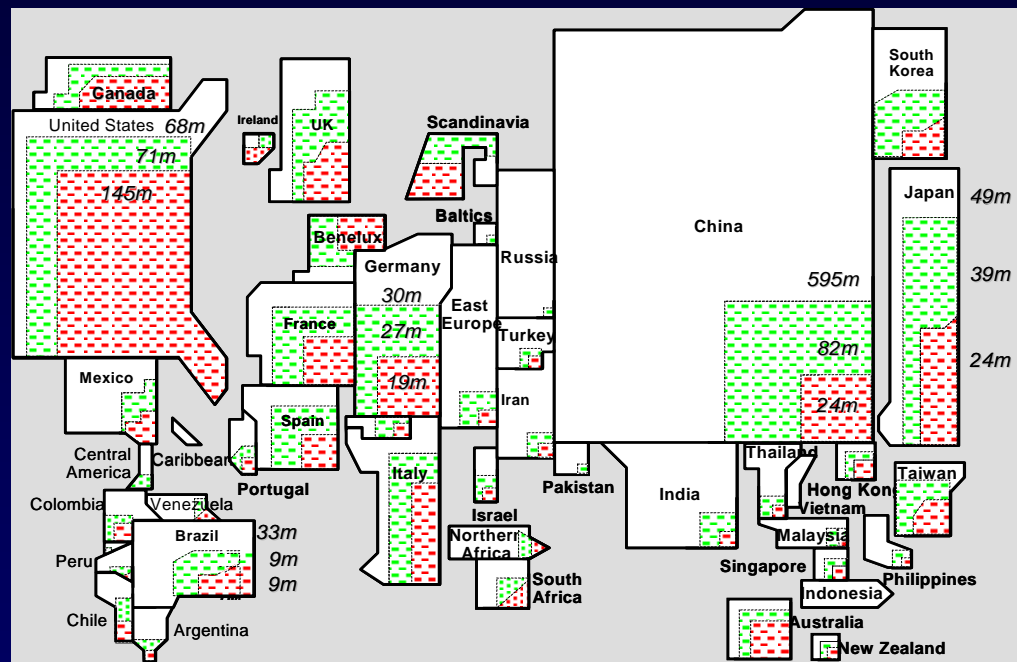 Canada
United States 68m
71m
145m
Ireland
UK
Scandinavia
South
Korea
Japan 49m
39m
24m
China
595m
82m
24m
Baltics
Russia
Benelux
Germany
30m
27m
19m
East
Europe
Turkey
Iran
France
Spain
Portugal
Italy
Mexico
Central
America
Caribbean
Colombia
Venezuela
Brazil 33m
9m
9m
Peru
Chile
Argentina
Israel
Northern
Africa
South
Africa
Pakistan
India
Thailand
Hong Kong
Vietnam
Taiwan
Malaysia
Singapore
Philippines
Indonesia
Australia
New Zealand